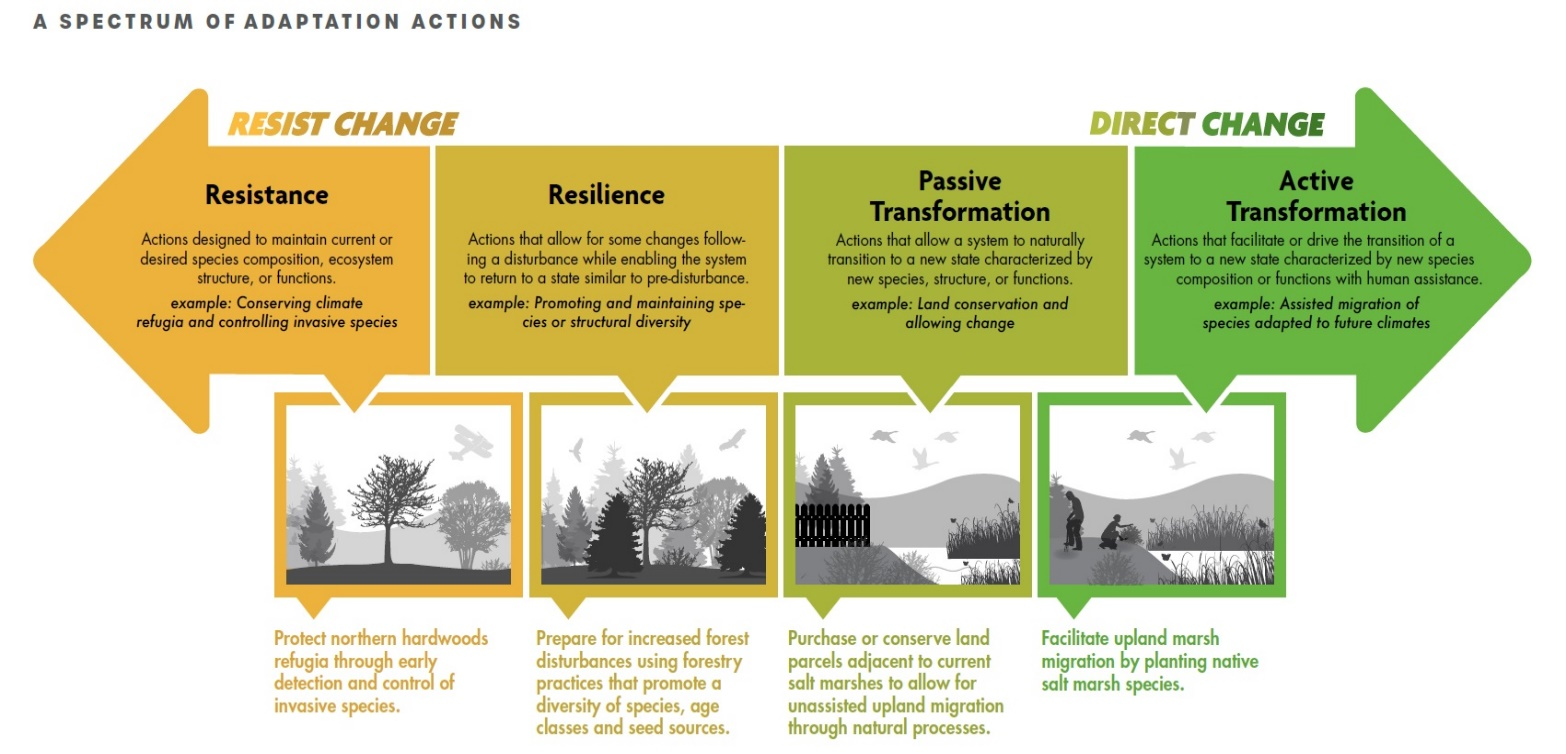 A SPECTRUM OF ADAPTATION ACTIONS
RESIST CHANGE
DIRECT CHANGE
Resistance
Actions designed to maintain current or
desired species composition, ecosystem
structure, or functions.
example: Conserving climate
refugia and controlling invasive species
Resilience
Actions that allow for some changes follow-
ing a disturbance while enabling the system
to return to a state similar to pre-disturbance.
example: Promoting and maintaining spe-
cies or structural diversity
Passive
Transformation
Actions that allow a system to naturally
transition to a new state characterized by
new species, structure, or functions.
example: Land conservation and
allowing change
Active
Transformation
Actions that facilitate or drive the transition of a
system to a new state characterized by new species
composition or functions with human assistance.
example: Assisted migration of
species adapted to future climates
Protect northern hardwoods
refugia through early
detection and control of
invasive species.
Prepare for increased forest
disturbances using forestry
practices that promote a
diversity of species, age
classes and seed sources.
Purchase or conserve land
parcels adjacent to current
salt marshes to allow for
unassisted upland migration
through natural processes.
Facilitate upland marsh
migration by planting native
salt marsh species.